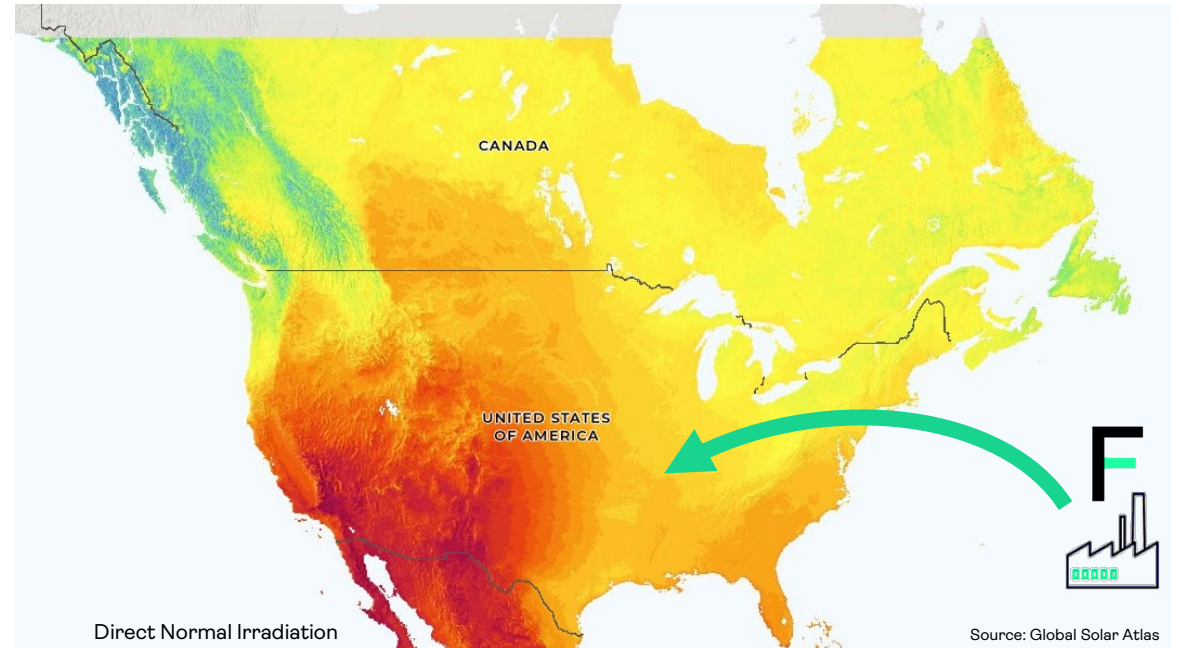 CANADA
UNITED STATES
OF AMERICA
F
Direct Normal Irradiation
Source: Global Solar Atlas